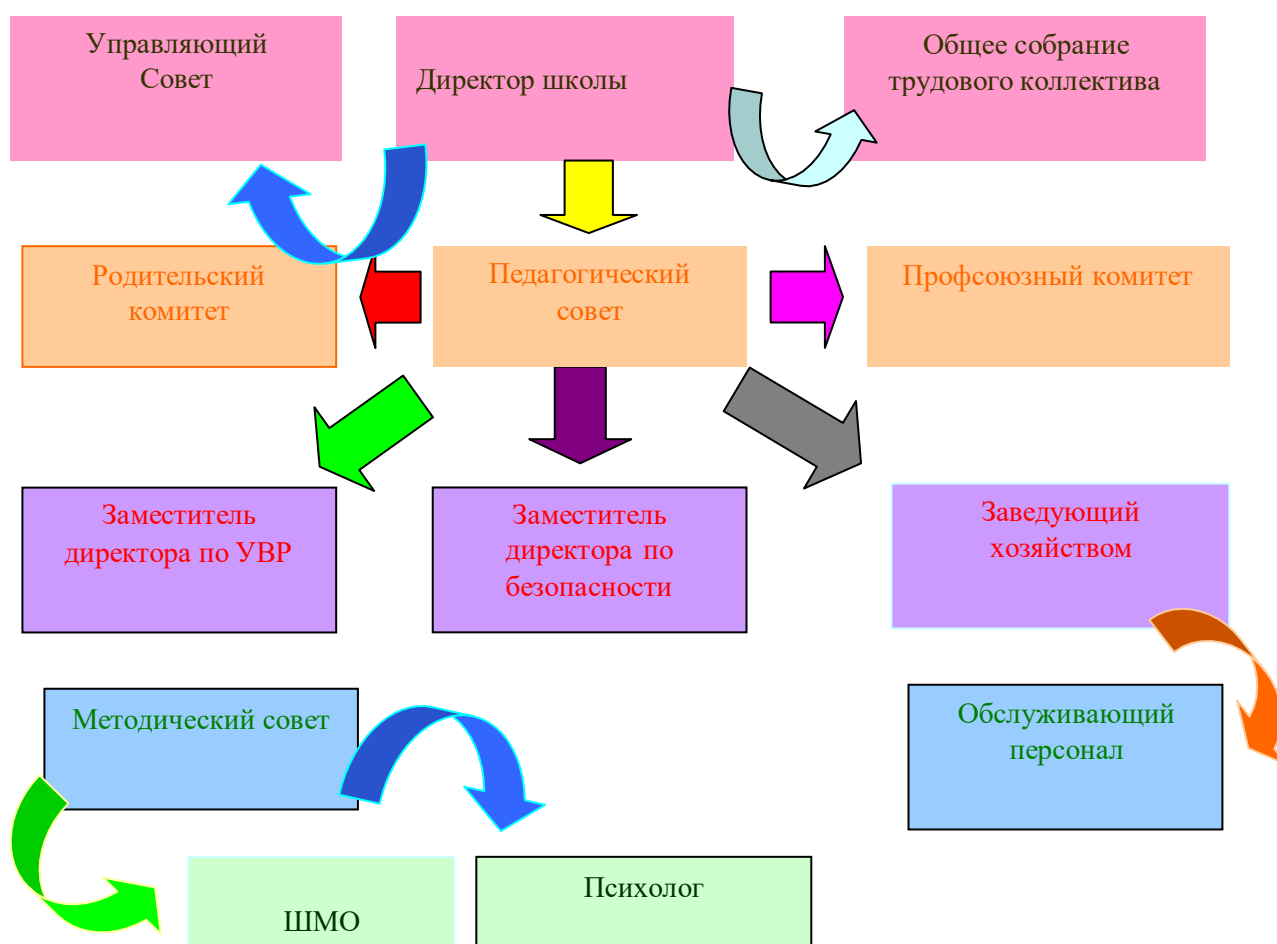 Управляющий
Совет
Директор школы
Общее собрание
трудового коллектива
Родительский
комитет
Педагогический
совет
Профсоюзный комитет
Заместитель
директора по УВР
Заместитель
директора по
безопасности
Заведующий
хозяйством
Методический совет
Обслуживающий
персонал
ШМО
Психолог